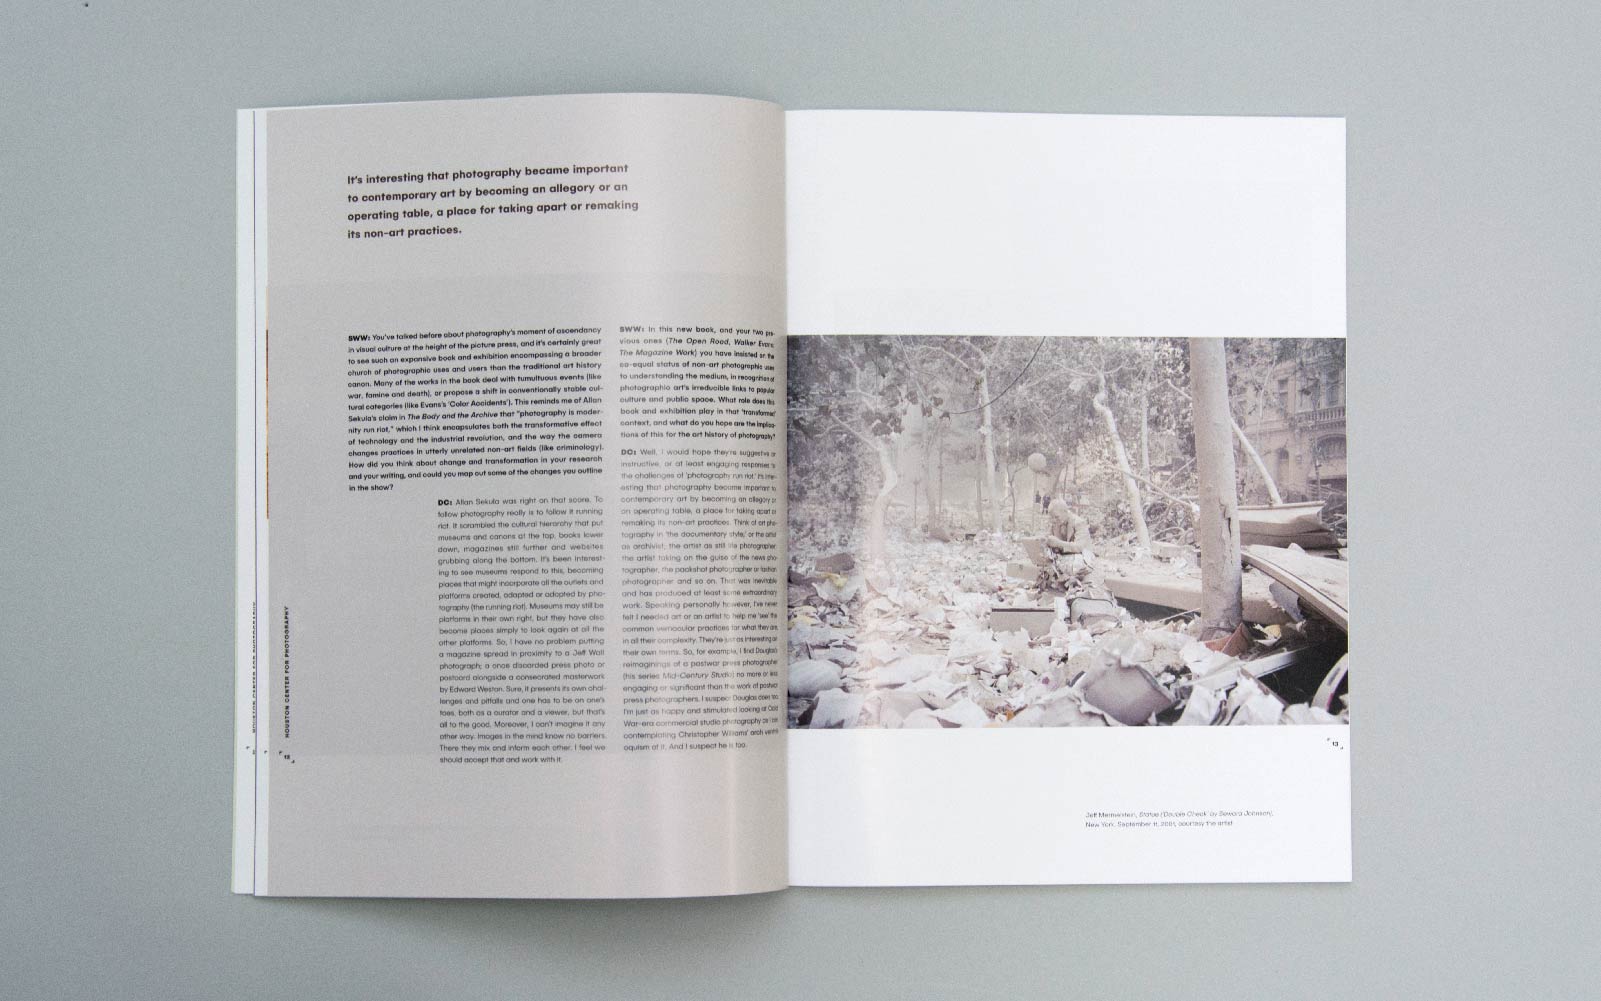 It's interesting that photography became important
to contemporary art by becoming an allegory or an
operating table, a place for taking apart or remaking
its non-art practices.
SWW: You've talked before about photography's moment of ascendancy
in visual culture at the height of the picture press, and it's certainly great
to see such an expansive book and exhibition encompassing a broader
church of photographic uses and users than the traditional art history
canon. Many of the works in the book deal with tumultuous events (like
war, famine and death), or propose a shift in conventionally stable cul-
tural categories (like Evans's 'Color Accidents'). This reminds me of Allan
Sekula's claim in The Body and the Archive that "photography is moder-
nity run riot," which I think encapsulates both the transformative effect
of technology and the industrial revolution, and the way the camera
changes practices in utterly unrelated non-art fields (like criminology).
How did you think about change and transformation in your research
and your writing, and could you map out some of the changes you outline
in the show?
DC: Allan Sekula was right on that score. To
follow photography really is to follow it running
riot. It scrambled the cultural hierarchy that put
museums and canons at the top, books lower
down, magazines still further and websites
grubbing along the bottom. It's been interest-
ing to see museums respond to this, becoming
places that might incorporate all the outlets and
platforms created, adapted or adopted by pho-
tography (the running riot). Museums may still be
platforms in their own right, but they have also
become places simply to look again at all the
other platforms. So, I have no problem putting
a magazine spread in proximity to a Jeff Wall
photograph; a once discarded press photo or
postcard alongside a consecrated masterwork
by Edward Weston. Sure, it presents its own chal-
lenges and pitfalls and one has to be on one's
toes, both as a curator and a viewer, but that's
all to the good. Moreover, I can't imagine it any
other way. Images in the mind know no barriers.
There they mix and inform each other. I feel we
should accept that and work with it.
SWW: In this new book, and your two pre-
vious ones (The Open Road, Walker Evans:
The Magazine Work) you have insisted on the
co-equal status of non-art photographic uses
to understanding the medium, in recognition of
photographic art's irreducible links to popular
culture and public space. What role does this
book and exhibition play in that 'transformed'
context, and what do you hope are the implica-
tions of this for the art history of photography?
DC: Well, I would hope they're suggestive or
instructive, or at least engaging responses to
the challenges of 'photography run riot.' It's inte-
esting that photography became important to
contemporary art by becoming an allegory or
an operating table, a place for taking apart or
remaking its non-art practices. Think of art pho-
tography in 'the documentary style,' or the artist
as archivist, the artist as still life photographer
the artist taking on the guise of the news pho-
tographer, the packshot photographer or fashion
photographer and so on. That was inevitable
and has produced at least some extraordinary
work. Speaking personally however, I've never
felt I needed art or an artist to help me 'see' the
common vernacular practices for what they are,
in all their complexity. They're just as interesting on
their own terms. So, for example, I find Douglas's
reimaginings of a postwar press photographer
(his series Mid-Century Studio) no more or less
engaging or significant than the work of postwar
press photographers. I suspect Douglas does too.
I'm just as happy and stimulated looking at Cold
War-era commercial studio photography as I am
contemplating Christopher Williams' arch ventril-
oquism of it. And I suspect he is too.
HOUSTON CENTER FOR PHOTOGRAPHY
12
13
Jeff Mermelstein, Statue ('Double Check' by Seward Johnson),
New York, September 11, 2001, courtesy the artist